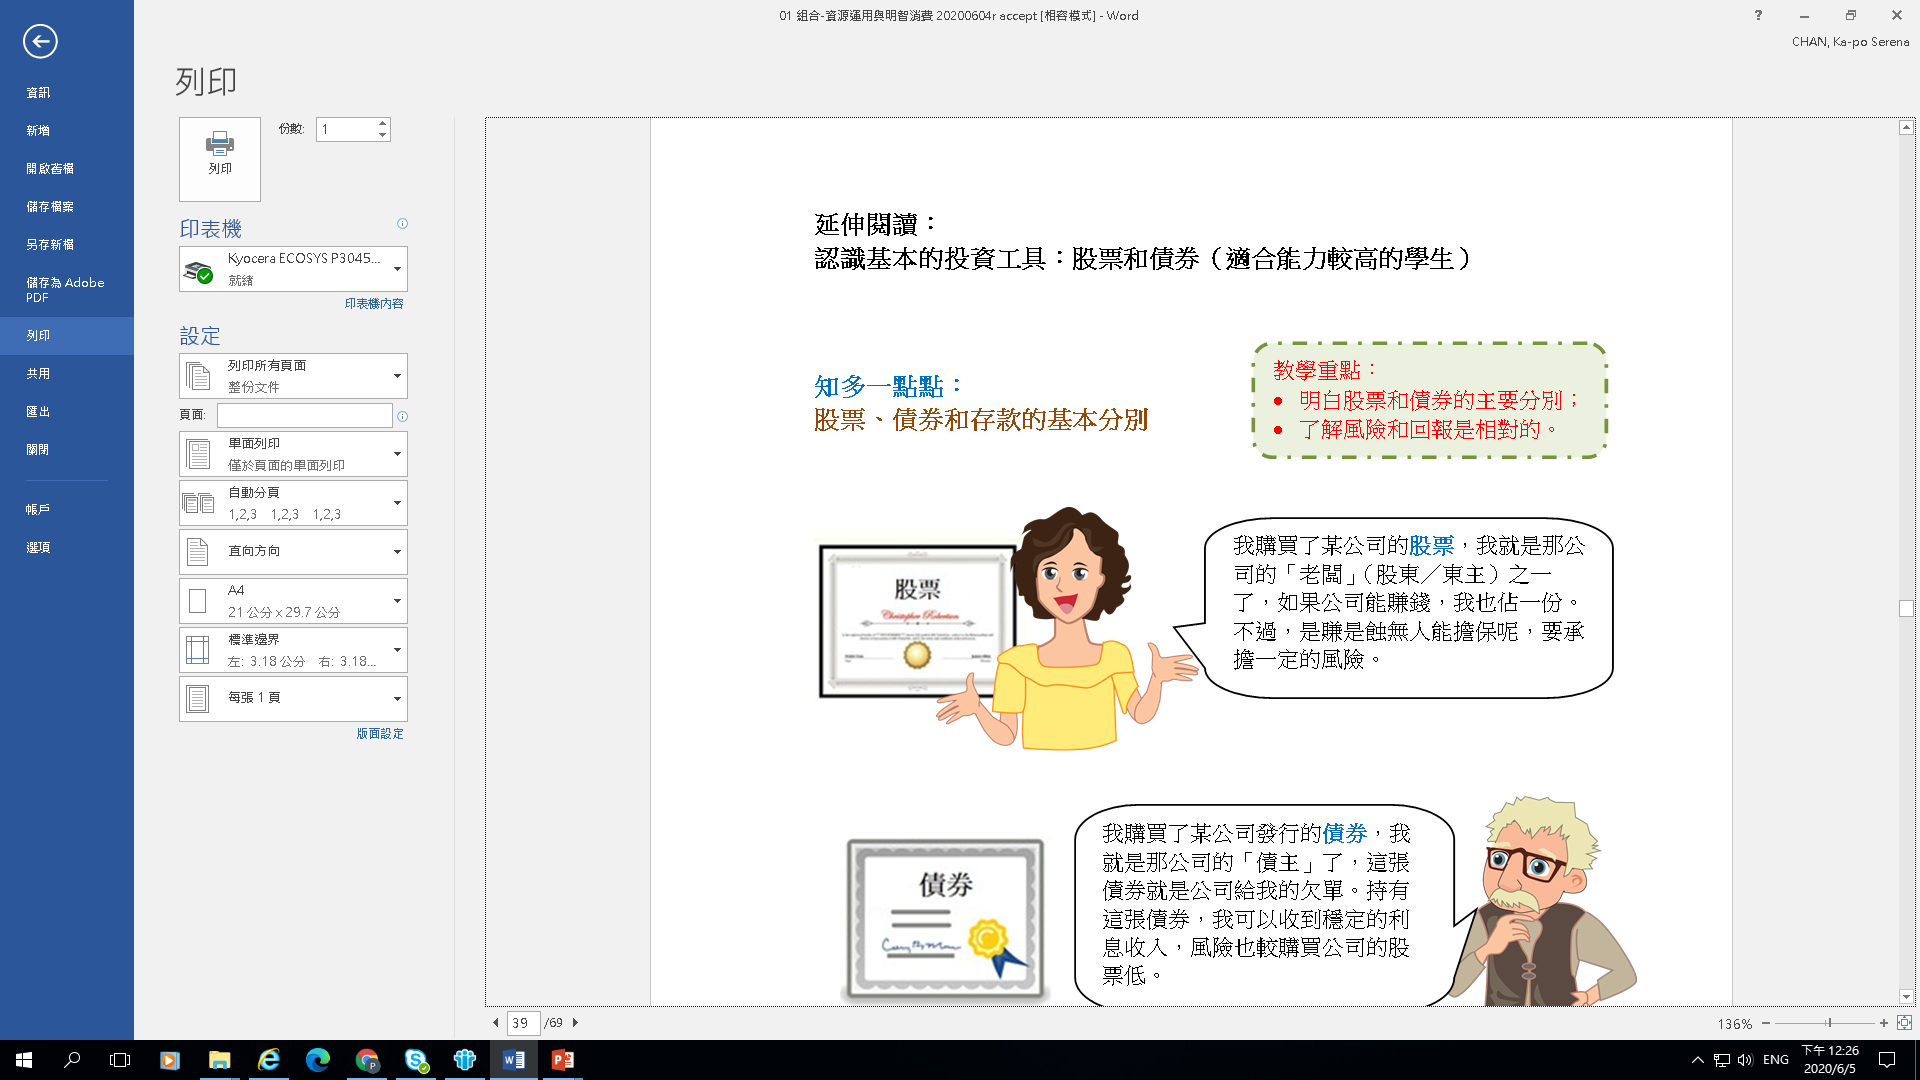 01 組合-資源運用與明智消費 20200604r accept [相容模式] - Word
?
CHAN, Ka-po Serena
資訊
新增
開啟舊檔
儲存檔案
另存新檔
儲存為 Adobe
PDF
列印
共用
匯出
關閉
帳戶
選項
列印
列印
份數:
1
印表機
Kyocera ECOSYS P3045...
就緒
印表機內容
設定
列印所有頁面
整份文件
頁面:
單面列印
僅於頁面的單面列印
自動分頁
1,2,3 1,2,3 1,2,3
直向方向
A4
21 公分 x 29.7 公分
標準邊界
左: 3.18 公分 右: 3.18...
每張 1 頁
版面設定
延伸閱讀：
認識基本的投資工具：股票和債券（適合能力較高的學生）
知多一點點：
股票、債券和存款的基本分別
教學重點：
• 明白股票和債券的主要分別；
• 了解風險和回報是相對的。
股票
Christopher Robertson
我購買了某公司的股票，我就是那公
司的「老闆」（股東／東主）之一
了，如果公司能賺錢，我也佔一份。
不過，是賺是蝕無人能擔保呢，要承
擔一定的風險。
債券
我購買了某公司發行的債券，我
就是那公司的「債主」了，這張
債券就是公司給我的欠單。持有
這張債券，我可以收到穩定的利
息收入，風險也較購買公司的股
票低。
39 /69
136%
ENG
下午 12:26
2020/6/5